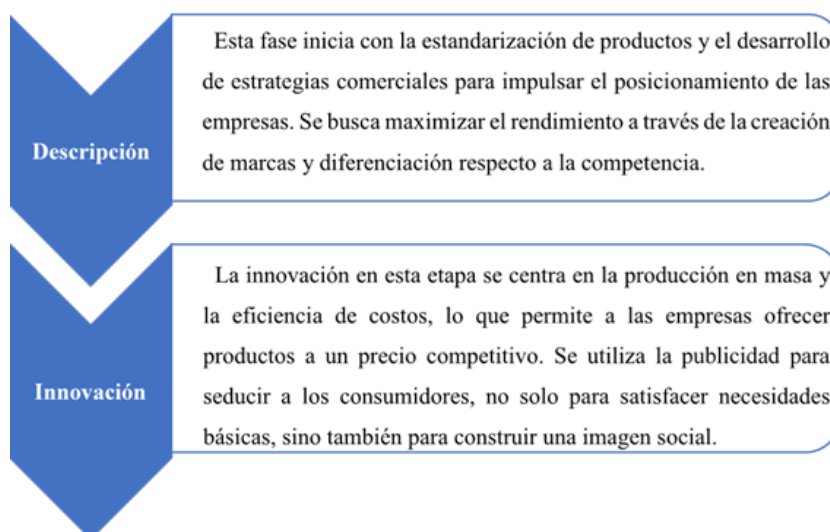 Descripción
Esta fase inicia con la estandarización de productos y el desarrollo
de estrategias comerciales para impulsar el posicionamiento de las
empresas. Se busca maximizar el rendimiento a través de la creación
de marcas y diferenciación respecto a la competencia.
Innovación
La innovación en esta etapa se centra en la producción en masa y
la eficiencia de costos, lo que permite a las empresas ofrecer
productos a un precio competitivo. Se utiliza la publicidad para
seducir a los consumidores, no solo para satisfacer necesidades
básicas, sino también para construir una imagen social.